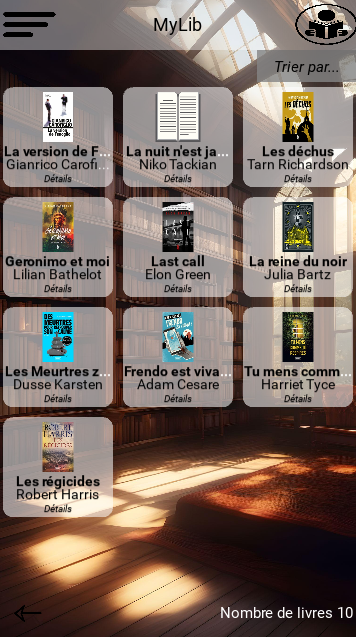 MyLib
Trier par...
La version de F...
Gianrico Carofi...
Détails
La nuit n'est ja...
Niko Tackian
Détails
Les déchus
Tarn Richardson
Détails
Geronimo et moi
Lilian Bathelot
Détails
Last call
Elon Green
Détails
La reine du noir
Julia Bartz
Détails
Les Meurtres z...
Dusse Karsten
Détails
Frendo est viva...
Adam Cesare
Détails
Tu mens comm...
Harriet Tyce
Détails
ROBERT
HARRIS
Les régicides
Robert Harris
Détails
Nombre de livres 10